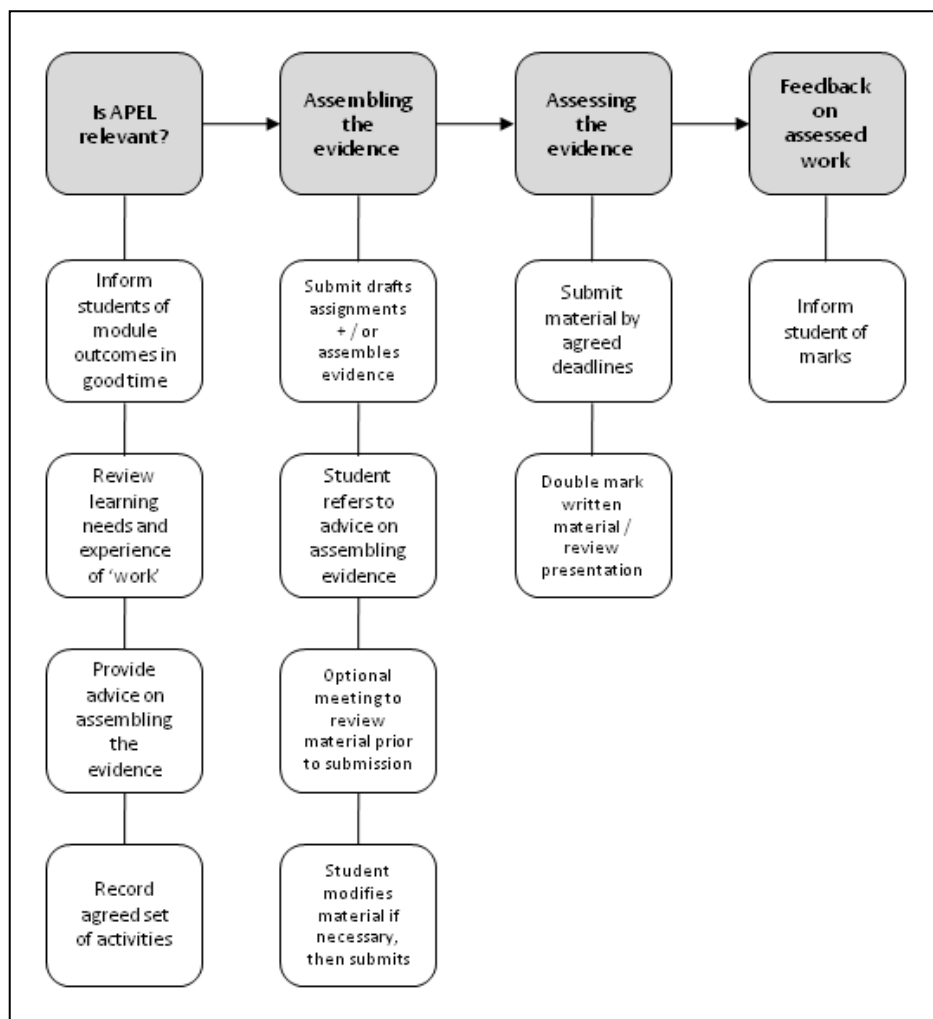 Is APEL
relevant?
Assembling
the
evidence
Assessing
the
evidence
Feedback
on
assessed
work
Inform
students of
module
outcomes in
good time
Submit drafts
assignments
+ / or
assembles
evidence
Submit
material by
agreed
deadlines
Inform
student of
marks
Review
learning
needs and
experience
of ‘work’
Student
refers to
advice on
assembling
evidence
Double mark
written
material /
review
presentation
Provide
advice on
assembling
the
evidence
Optional
meeting to
review
material prior
to submission
Record
agreed set
of activities
Student
modifies
material if
necessary,
then submits